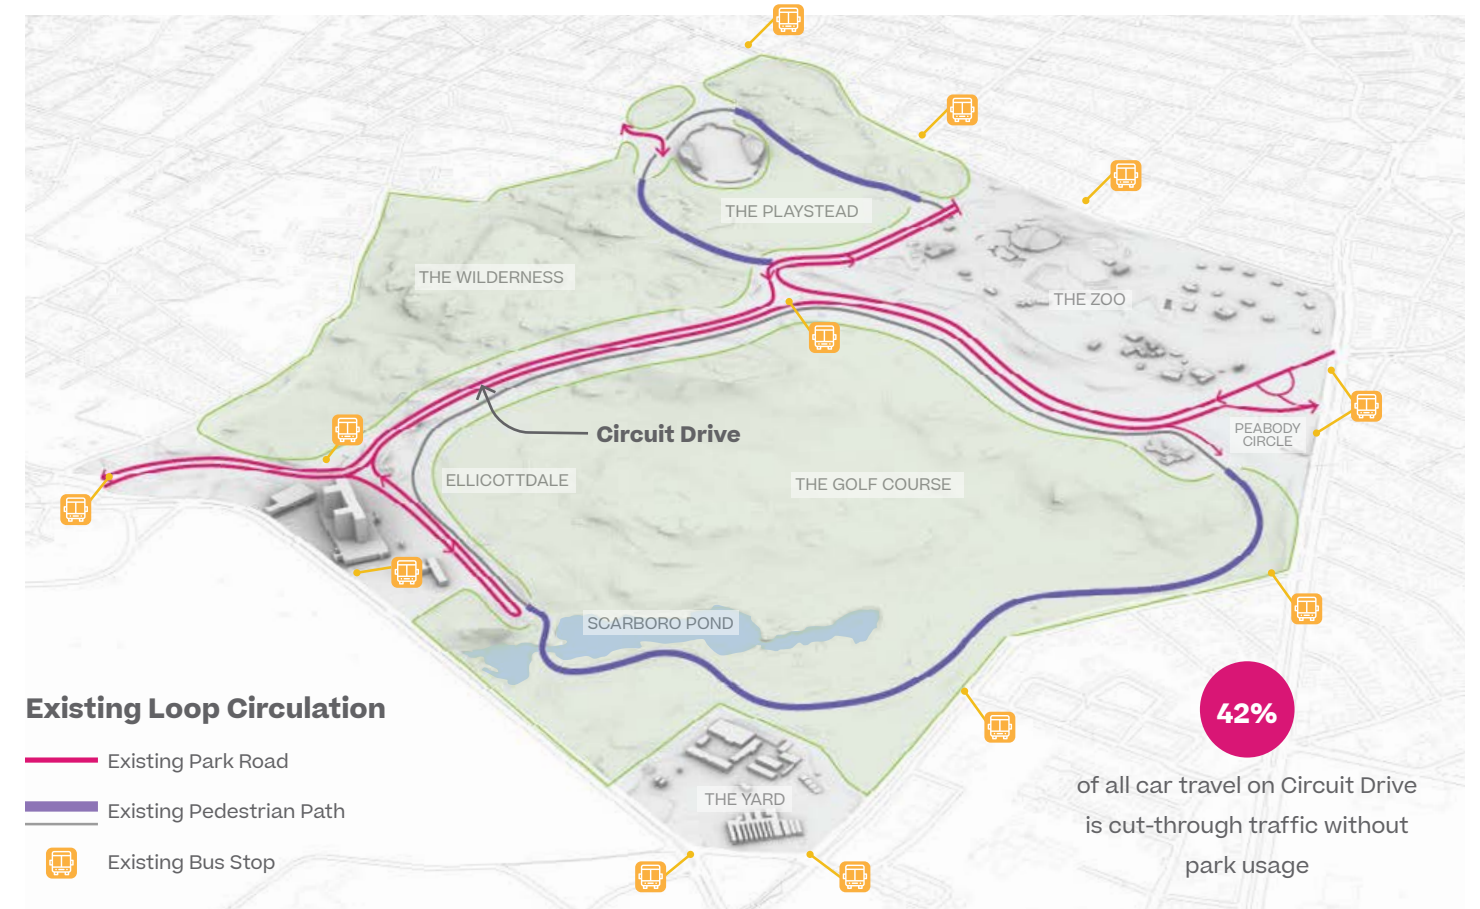 THE PLAYSTEAD
THE WILDERNESS
THE ZOO
PEABODY
CIRCLE
Circuit Drive
ELLICOTTDALE
THE GOLF COURSE
SCARBORO POND
THE YARD
Existing Loop Circulation
Existing Park Road
Existing Pedestrian Path
Existing Bus Stop
42%
of all car travel on Circuit Drive
is cut-through traffic without
park usage